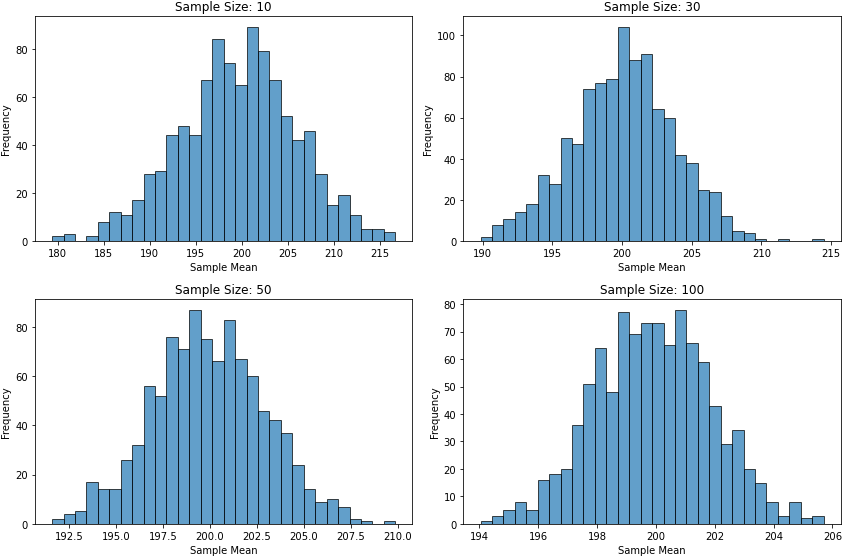 Sample Size: 10
Frequency
80
60
40
20
0
180 185 190 195 200 205 210 215
Sample Mean
Sample Size: 30
Frequency
100
80
60
40
20
0
190 195 200 205 210 215
Sample Mean
Sample Size: 50
Frequency
80
60
40
20
0
192.5 195.0 197.5 200.0 202.5 205.0 207.5 210.0
Sample Mean
Sample Size: 100
Frequency
80
70
60
50
40
30
20
10
0
194 196 198 200 202 204 206
Sample Mean